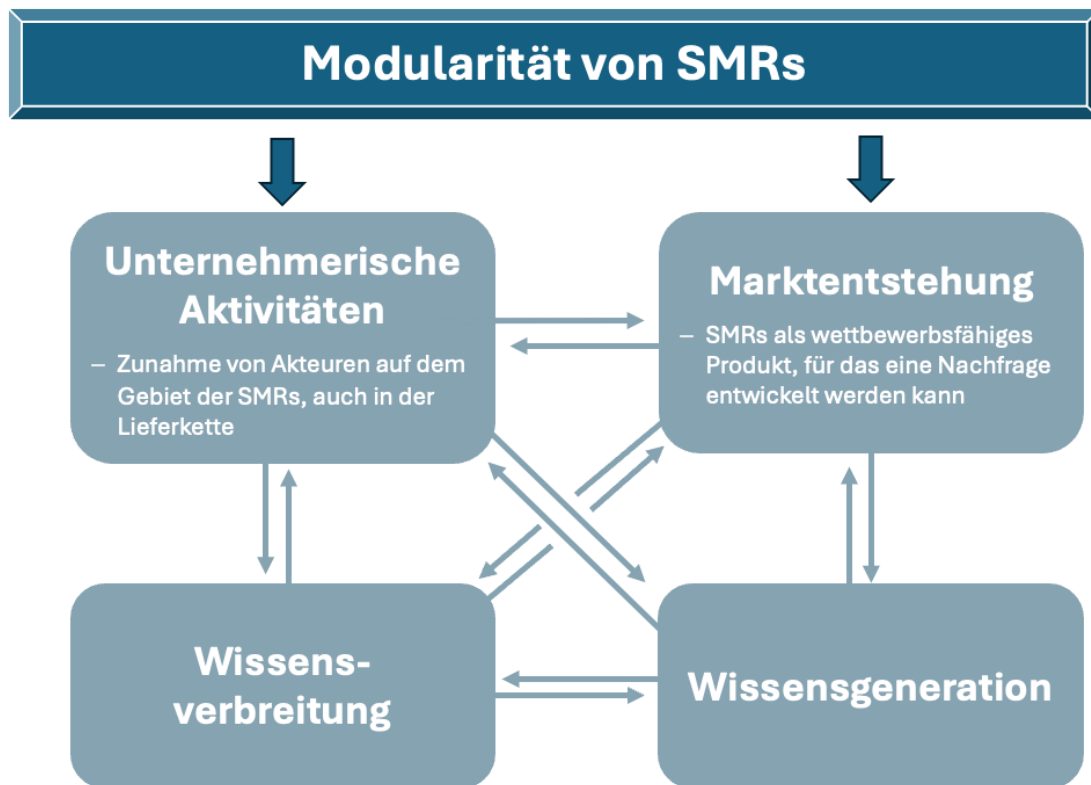 Modularität von SMRs
Unternehmerische
Aktivitäten
– Zunahme von Akteuren auf dem
Gebiet der SMRs, auch in der
Lieferkette
Marktentstehung
– SMRs als wettbewerbsfähiges
Produkt, für das eine Nachfrage
entwickelt werden kann
Wissens-
verbreitung
Wissensgeneration